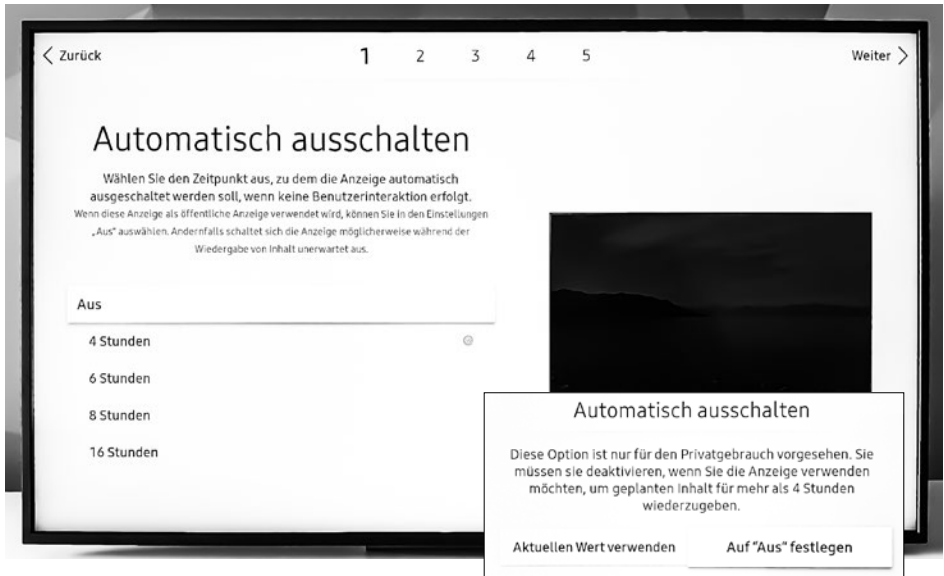 Zurück 1 2 3 4 5 Weiter
Automatisch ausschalten
Wählen Sie den Zeitpunkt aus, zu dem die Anzeige automatisch
ausgeschaltet werden soll, wenn keine Benutzerinteraktion erfolgt.
Wenn diese Anzeige als öffentliche Anzeige verwendet wird, können Sie in den Einstellungen
„Aus“ auswählen. Andernfalls schaltet sich die Anzeige möglicherweise während der
Wiedergabe von Inhalt unerwartet aus.
Aus
4 Stunden
6 Stunden
8 Stunden
16 Stunden
Automatisch ausschalten
Diese Option ist nur für den Privatgebrauch vorgesehen. Sie
müssen sie deaktivieren, wenn Sie die Anzeige verwenden
möchten, um geplanten Inhalt für mehr als 4 Stunden
wiederzugeben.
Aktuellen Wert verwenden
Auf "Aus" festlegen